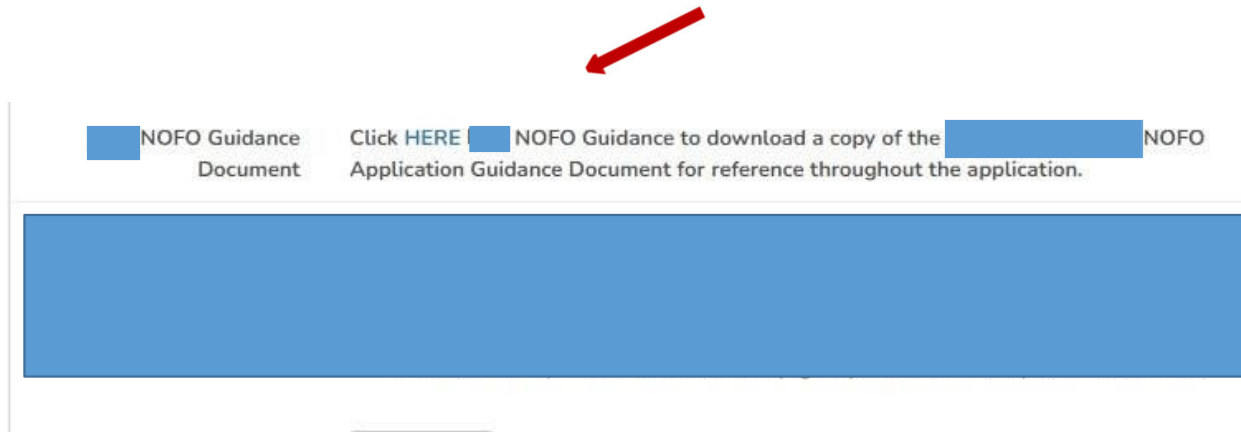 NOFO Guidance
Document
Click HERE NOFO Guidance to download a copy of the NOFO
Application Guidance Document for reference throughout the application.